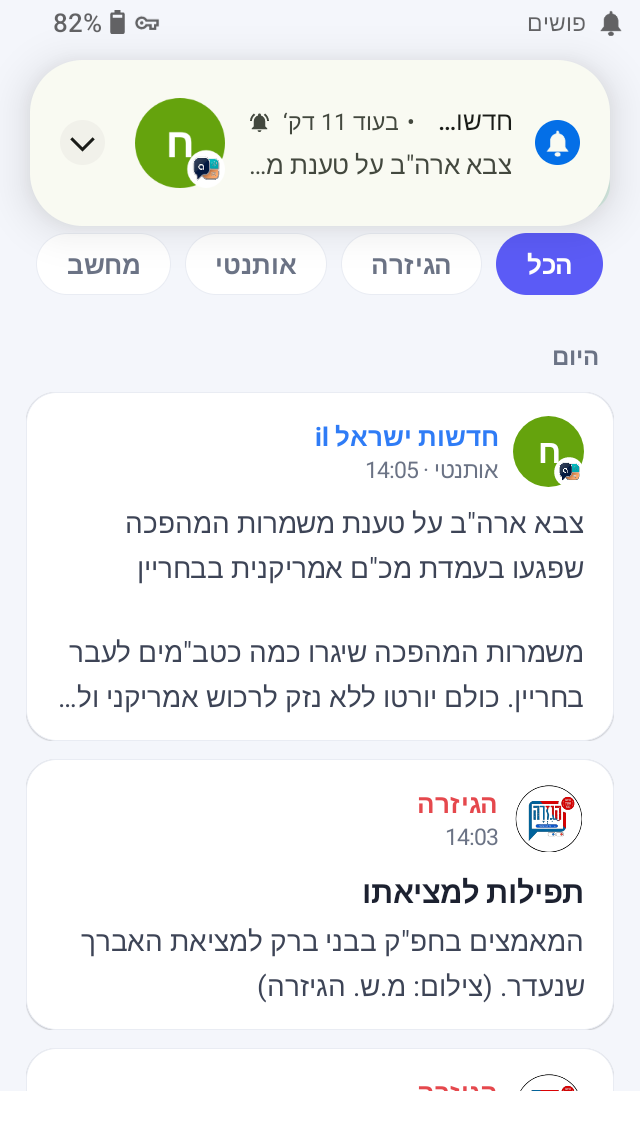 82%
פושים
חדשו... • בעוד 11 דק‘
צבא ארה"ב על טענת מ...
ח
הכל
הגיזרה
אותנטי
מחשב
היום
ח
חדשות ישראל il
אותנטי · 14:05
צבא ארה"ב על טענת משמרות המהפכה
שפגעו בעמדת מכ"ם אמריקנית בבחריין
משמרות המהפכה שיגרו כמה כטב"מים לעבר
בחריין. כולם יורטו ללא נזק לרכוש אמריקני ול...
הגיזרה
הגיזרה
14:03
תפילות למציאתו
המאמצים בחפ"ק בבני ברק למציאת האברך
שנעדר. (צילום: מ.ש. הגיזרה)
הגיזרה